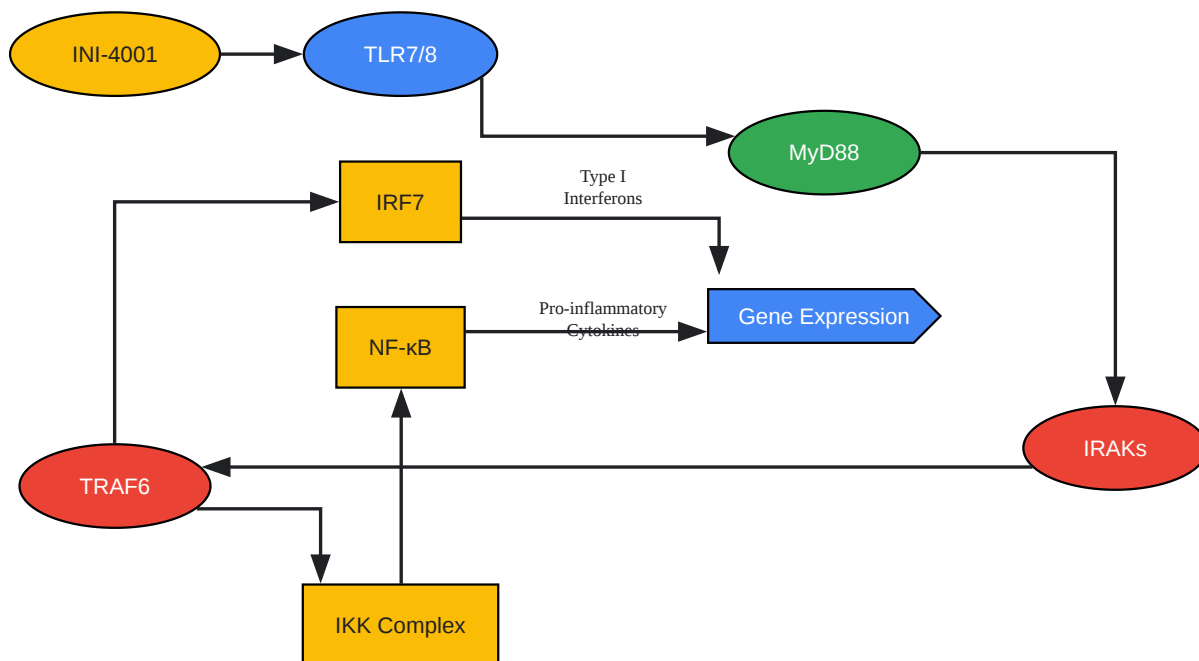 INI-4001
TLR7/8
MyD88
Type I
Interferons
IRF7
Pro-inflammatory
Cytokines
Gene Expression
NF-κB
IRAKs
TRAF6
IKK Complex